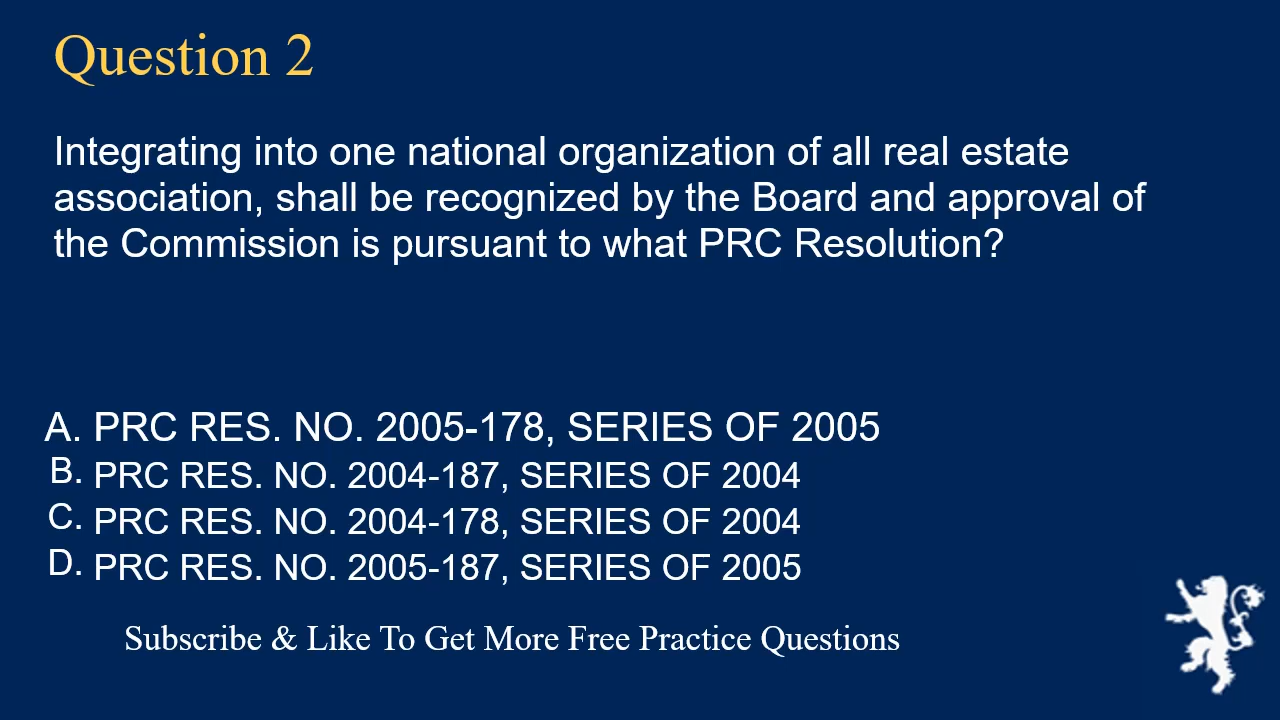 Question 2
Integrating into one national organization of all real estate
association, shall be recognized by the Board and approval of
the Commission is pursuant to what PRC Resolution?
A. PRC RES. NO. 2005-178, SERIES OF 2005
B. PRC RES. NO. 2004-187, SERIES OF 2004
C. PRC RES. NO. 2004-178, SERIES OF 2004
D. PRC RES. NO. 2005-187, SERIES OF 2005
Subscribe & Like To Get More Free Practice Questions